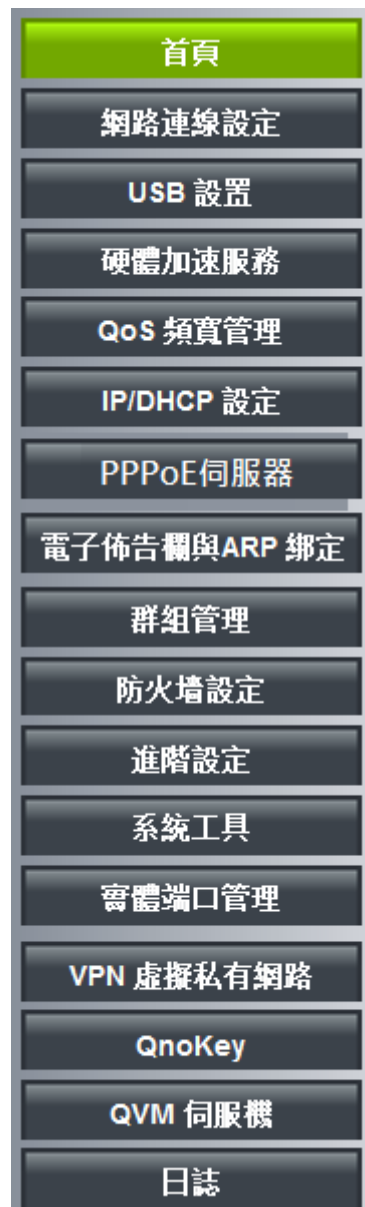 首頁
網路連線設定
USB 設置
硬體加速服務
QoS 頻寬管理
IP/DHCP 設定
PPPoE伺服器
電子佈告欄與ARP 綁定
群組管理
防火墙設定
進階設定
系統工具
實體端口管理
VPN 虛擬私有網路
QnoKey
QVM 伺服機
日誌